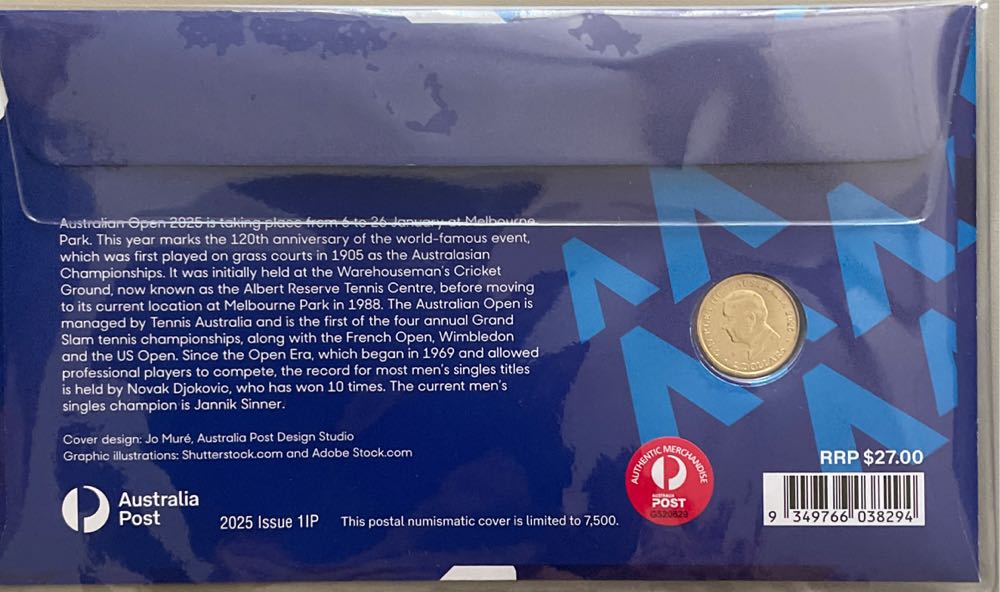 Australian Open 2025 is taking place from 6 to 26 January at Melbourne
Park. This year marks the 120th anniversary of the world-famous event,
which was first played on grass courts in 1905 as the Australasian
Championships. It was initially held at the Warehouseman's Cricket
Ground, now known as the Albert Reserve Tennis Centre, before moving
to its current location at Melbourne Park in 1988. The Australian Open is
managed by Tennis Australia and is the first of the four annual Grand
Slam tennis championships, along with the French Open, Wimbledon
and the US Open. Since the Open Era, which began in 1969 and allowed
professional players to compete, the record for most men's singles titles
is held by Novak Djokovic, who has won 10 times. The current men's
singles champion is Jannik Sinner.
Cover design: Jo Muré, Australia Post Design Studio
Graphic illustrations: Shutterstock.com and Adobe Stock.com
Australia
Post
2025 Issue 1IP
This postal numismatic cover is limited to 7,500.
AUSTRALIA
DOLLARS
AUTHENTIC MERCHANDISE
AUSTRALIA
POST
GS20629
RRP $27.00
9 349766 038294